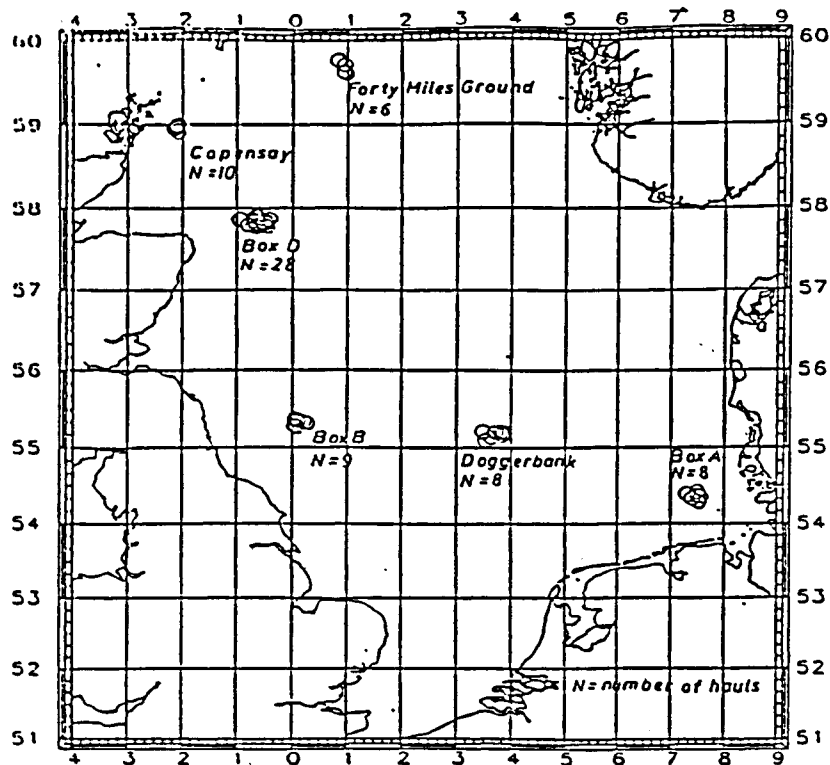 4 3 2 1 0 1 2 3 4 5 6 7 8 9
60 60
Forty Miles Ground
N=6
59 59
Copensay
N=10
58 58
Box D
N=28
57 57
56 56
55 55
Box B
N=9
Doggerbank
N=8
Box A
N=8
54 54
53 53
52 52
N=number of hauls
51 51
4 3 2 1 0 1 2 3 4 5 6 7 8 9